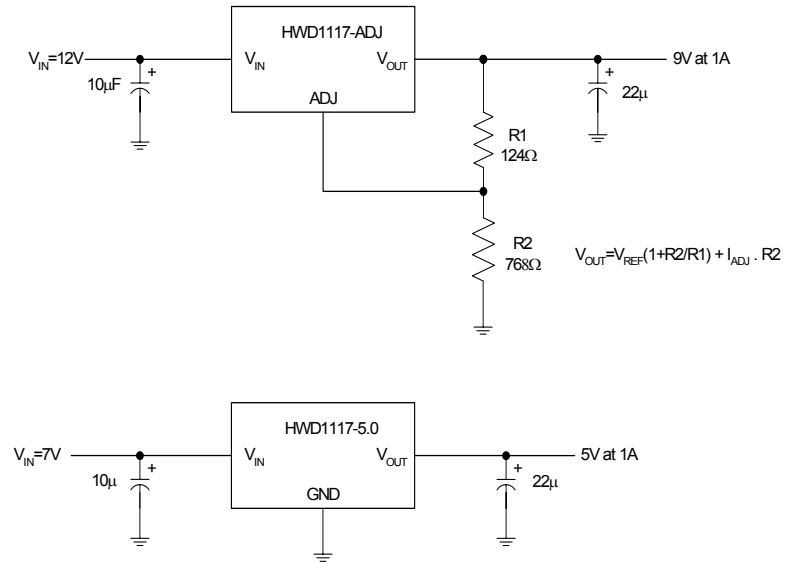 HWD1117-ADJ
V_IN=12V
V_IN
V_OUT
9V at 1A
10μF
+
ADJ
+
22μ
R1
124Ω
R2
768Ω
V_OUT=V_REF(1+R2/R1) + I_ADJ . R2
HWD1117-5.0
V_IN=7V
V_IN
V_OUT
5V at 1A
10μ
+
GND
+
22μ